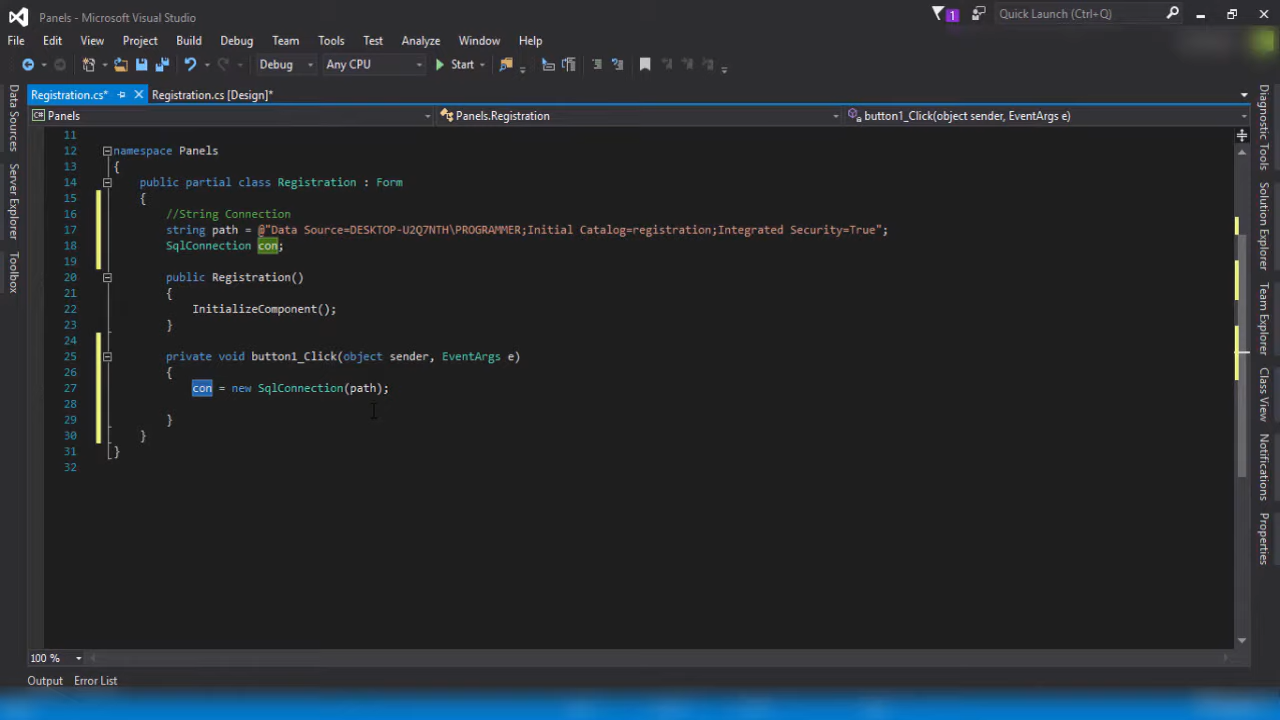 Panels - Microsoft Visual Studio
1
Quick Launch (Ctrl+Q)
File Edit View Project Build Debug Team Tools Test Analyze Window Help
Debug Any CPU Start
Registration.cs* Registration.cs [Design]*
Panels Panels.Registration button1_Click(object sender, EventArgs e)
11
12 namespace Panels
13 {
14 public partial class Registration : Form
15 {
16 //String Connection
17 string path = @"Data Source=DESKTOP-U2Q7NTH\PROGRAMMER;Initial Catalog=registration;Integrated Security=True";
18 SqlConnection con;
19
20 public Registration()
21 {
22 InitializeComponent();
23 }
24
25 private void button1_Click(object sender, EventArgs e)
26 {
27 con = new SqlConnection(path);
28
29 }
30 }
31 }
32
100 %
Output Error List
Data Sources
Server Explorer
Toolbox
Diagnostic Tools
Solution Explorer
Team Explorer
Class View
Notifications
Properties